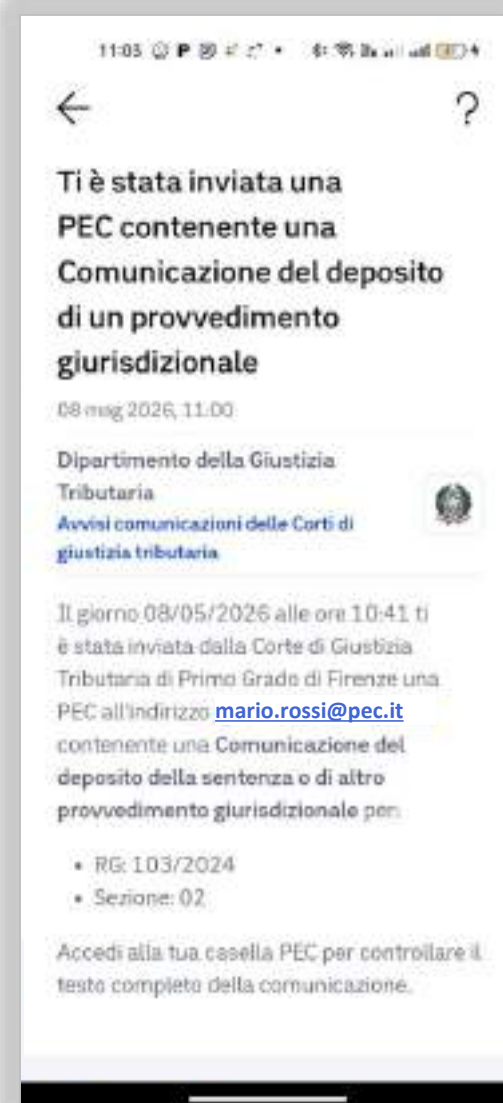 11:03
?
Ti è stata inviata una
PEC contenente una
Comunicazione del deposito
di un provvedimento
giurisdizionale
08 mag 2026, 11:00
Dipartimento della Giustizia
Tributaria
Avvisi comunicazioni delle Corti di
giustizia tributaria
Il giorno 08/05/2026 alle ore 10:41 ti
è stata inviata dalla Corte di Giustizia
Tributaria di Primo Grado di Firenze una
PEC all'indirizzo mario.rossi@pec.it
contenente una Comunicazione del
deposito della sentenza o di altro
provvedimento giurisdizionale per:
• RG: 103/2024
• Sezione: 02
Accedi alla tua casella PEC per controllare il
testo completo della comunicazione.